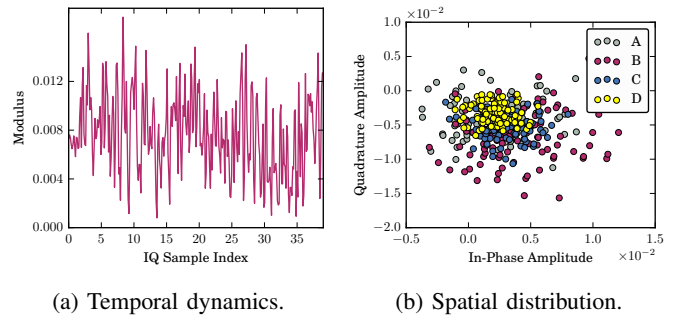 Modulus
0.012
0.008
0.004
0.000
0 5 10 15 20 25 30 35
IQ Sample Index
(a) Temporal dynamics.
×10⁻²
Quadrature Amplitude
1.0
0.5
0.0
−0.5
−1.0
−1.5
−2.0
A
B
C
D
−0.5 0.0 0.5 1.0 1.5
In-Phase Amplitude ×10⁻²
(b) Spatial distribution.